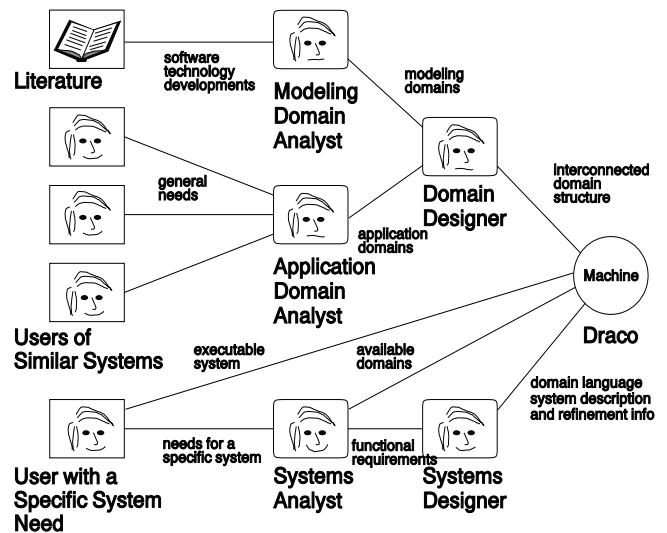 Literature
software
technology
developments
Modeling
Domain
Analyst
modeling
domains
general
needs
Domain
Designer
interconnected
domain
structure
application
domains
Application
Domain
Analyst
Machine
Draco
Users of
Similar Systems
executable
system
available
domains
domain language
system description
and refinement info
needs for a
specific system
functional
requirements
User with a
Specific System
Need
Systems
Analyst
Systems
Designer